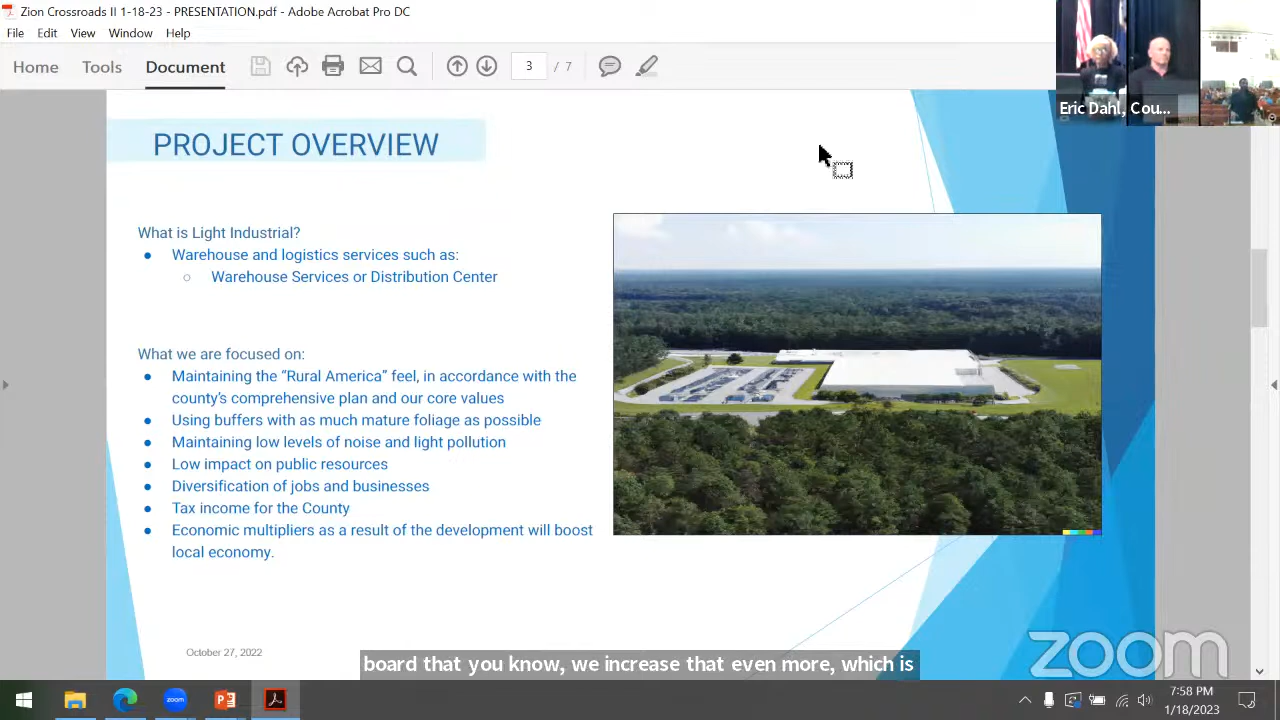 Zion Crossroads II 1-18-23 - PRESENTATION.pdf - Adobe Acrobat Pro DC
File Edit View Window Help
Home Tools Document 3 / 7
Eric Dahl, Cou...
PROJECT OVERVIEW
What is Light Industrial?
● Warehouse and logistics services such as:
○ Warehouse Services or Distribution Center
What we are focused on:
● Maintaining the “Rural America” feel, in accordance with the
county’s comprehensive plan and our core values
● Using buffers with as much mature foliage as possible
● Maintaining low levels of noise and light pollution
● Low impact on public resources
● Diversification of jobs and businesses
● Tax income for the County
● Economic multipliers as a result of the development will boost
local economy.
October 27, 2022
board that you know, we increase that even more, which is
zoom
zoom
7:58 PM
1/18/2023